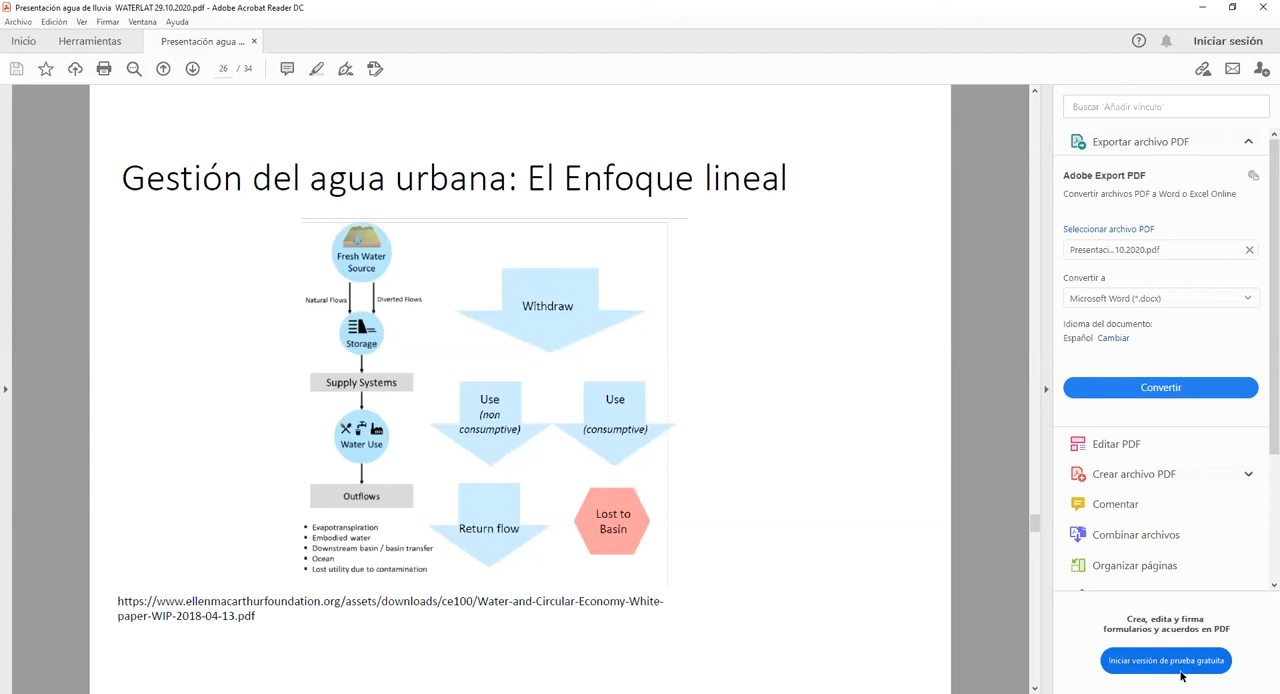 Presentación agua de lluvia  WATERLAT 29.10.2020.pdf - Adobe Acrobat Reader DC
Archivo Edición Ver Firmar Ventana Ayuda
Inicio Herramientas Presentación agua ... × Iniciar sesión
26 / 34
Gestión del agua urbana: El Enfoque lineal
Fresh Water
Source
Natural Flows Diverted Flows
Storage
Supply Systems
Water Use
Outflows
• Evapotranspiration
• Embodied water
• Downstream basin / basin transfer
• Ocean
• Lost utility due to contamination
Withdraw
Use
(non
consumptive)
Use
(consumptive)
Return flow
Lost to
Basin
https://www.ellenmacarthurfoundation.org/assets/downloads/ce100/Water-and-Circular-Economy-White-
paper-WIP-2018-04-13.pdf
Buscar 'Añadir vínculo'
Exportar archivo PDF
Adobe Export PDF
Convertir archivos PDF a Word o Excel Online
Seleccionar archivo PDF
Presentaci...10.2020.pdf
Convertir a
Microsoft Word (*.docx)
Idioma del documento:
Español Cambiar
Convertir
Editar PDF
Crear archivo PDF
Comentar
Combinar archivos
Organizar páginas
Crea, edita y firma
formularios y acuerdos en PDF
Iniciar versión de prueba gratuita